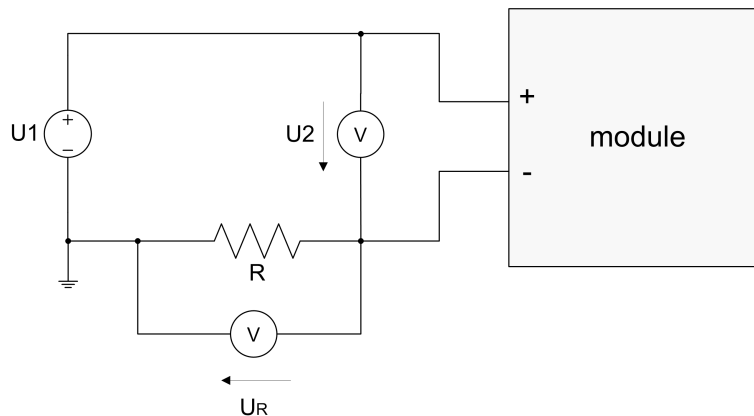 U1
+
−
U2
V
+
-
module
R
V
UR